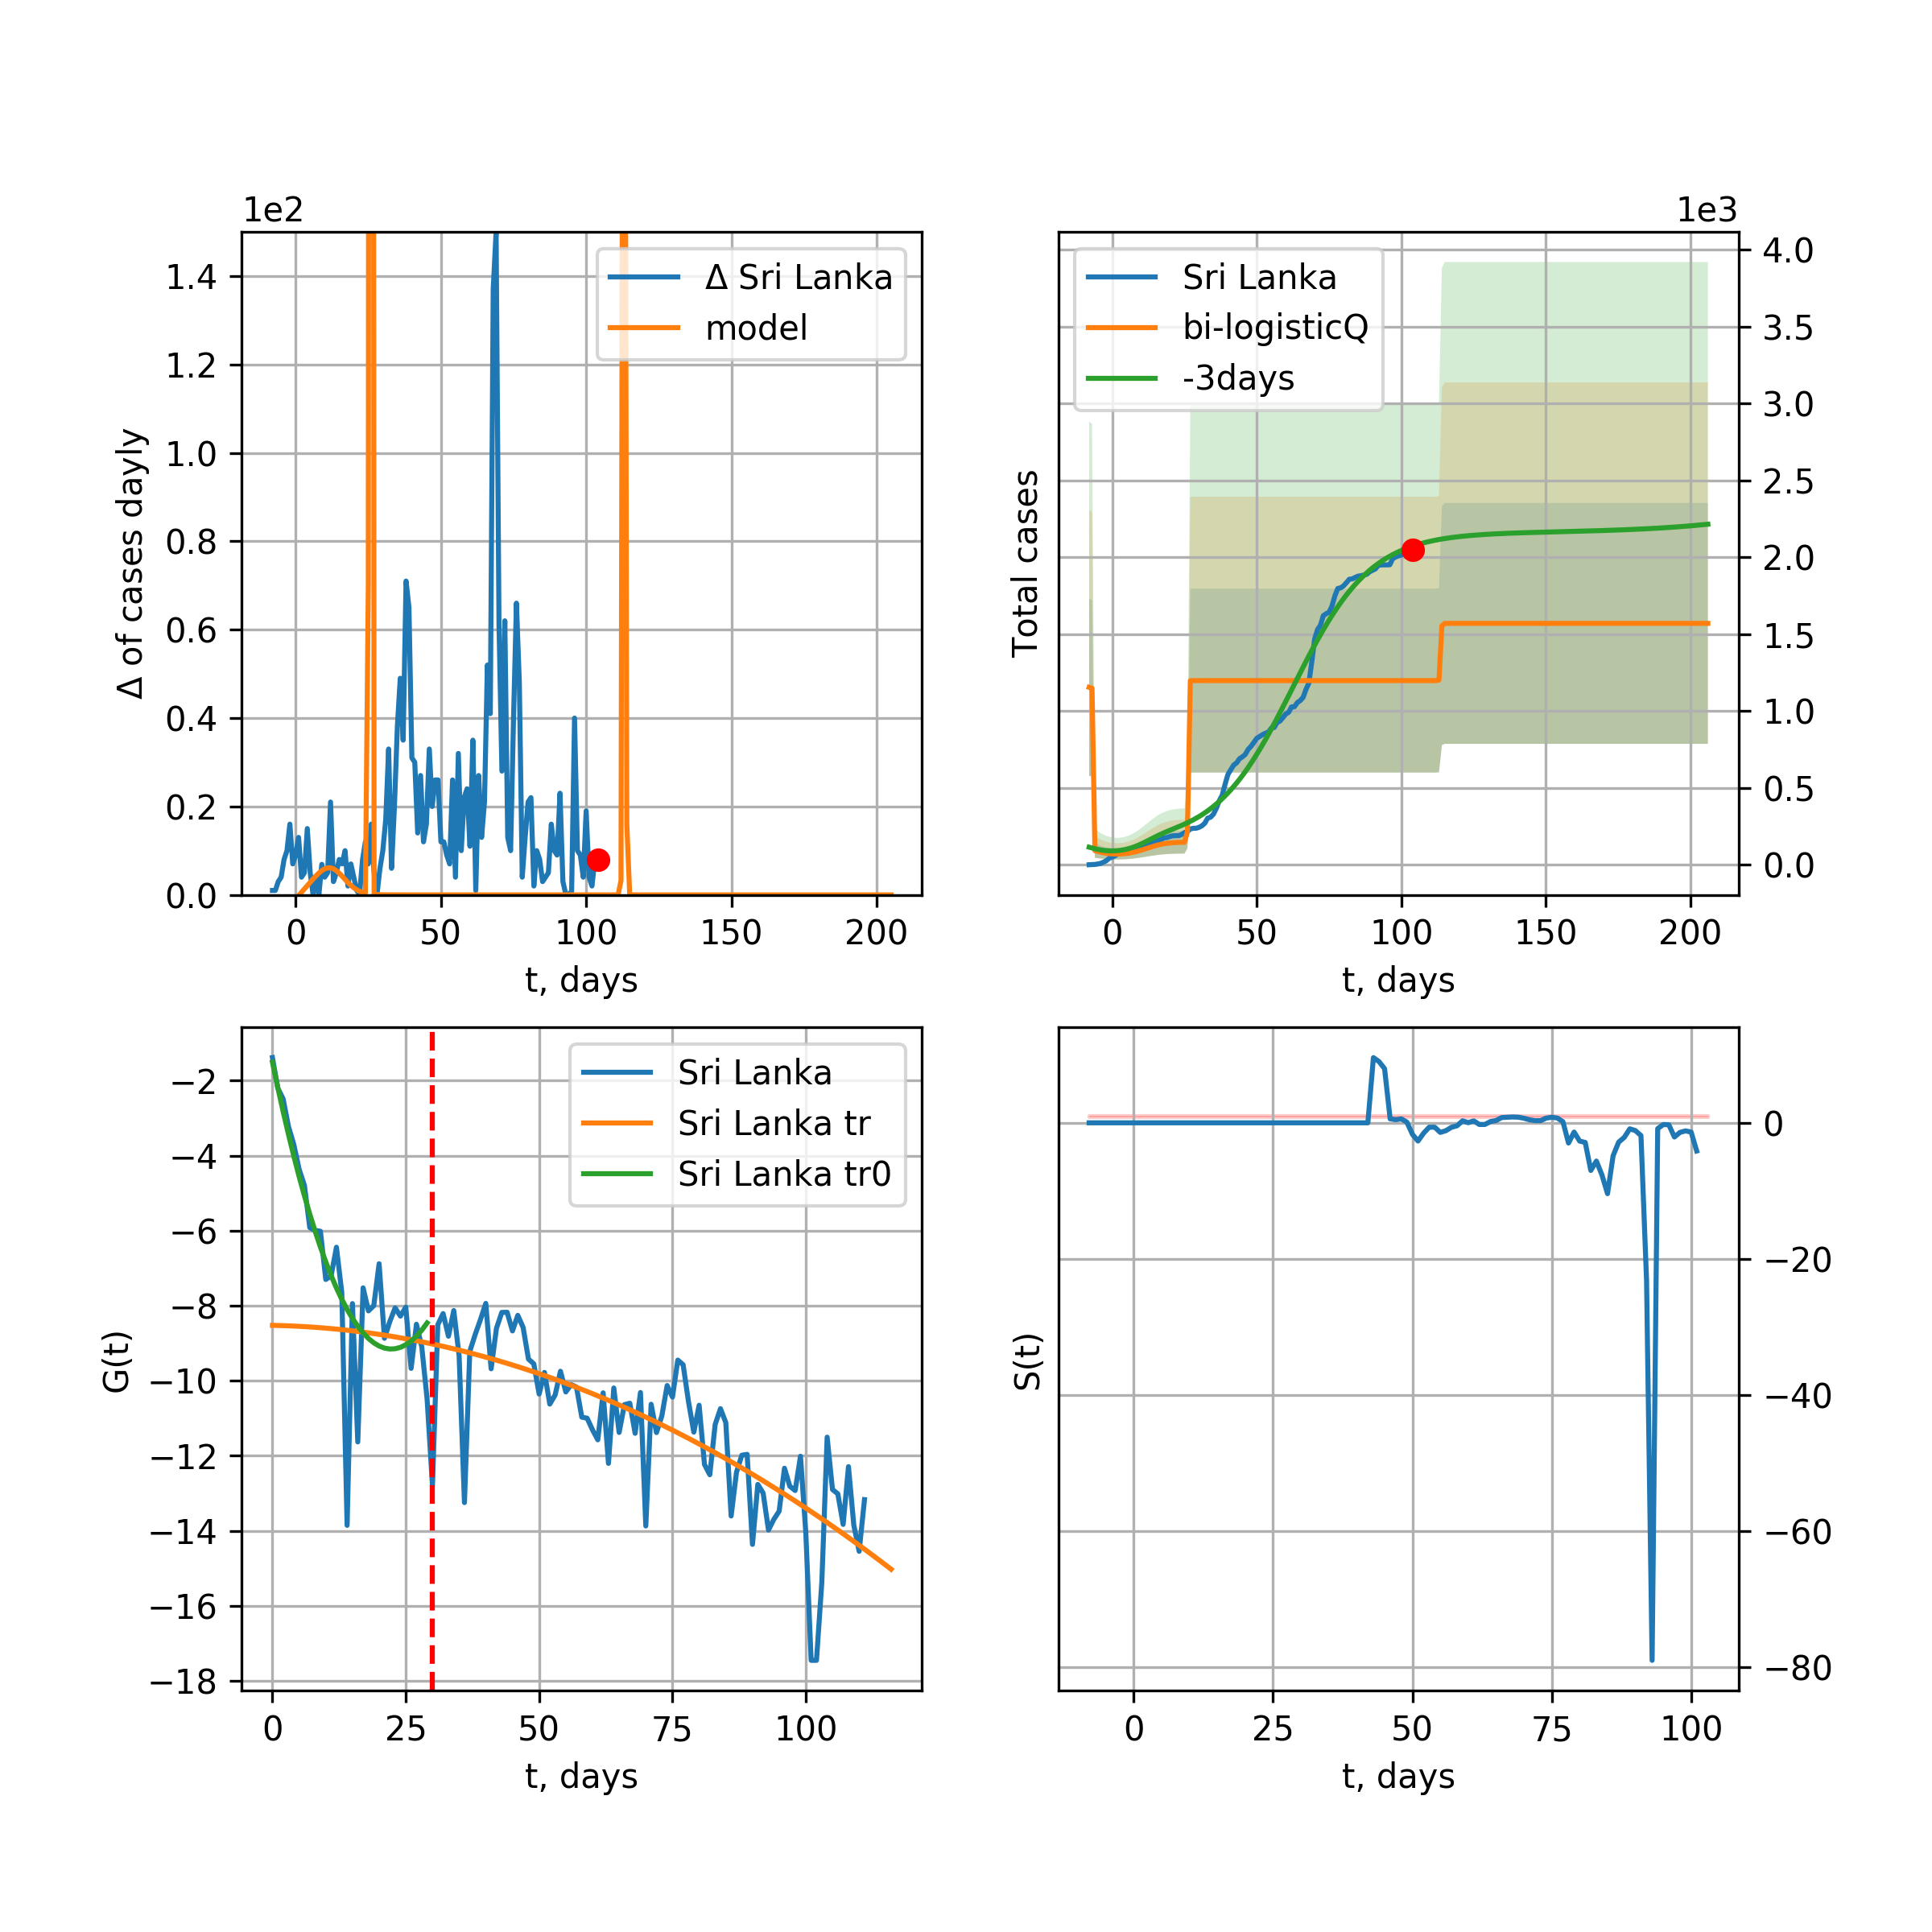 1e2
Δ of cases dayly
1.4
1.2
1.0
0.8
0.6
0.4
0.2
0.0
0 50 100 150 200
t, days
Δ Sri Lanka
model
1e3
Total cases
4.0
3.5
3.0
2.5
2.0
1.5
1.0
0.5
0.0
0 50 100 150 200
t, days
Sri Lanka
bi-logisticQ
-3days
G(t)
−2
−4
−6
−8
−10
−12
−14
−16
−18
0 25 50 75 100
t, days
Sri Lanka
Sri Lanka tr
Sri Lanka tr0
S(t)
0
−20
−40
−60
−80
0 25 50 75 100
t, days